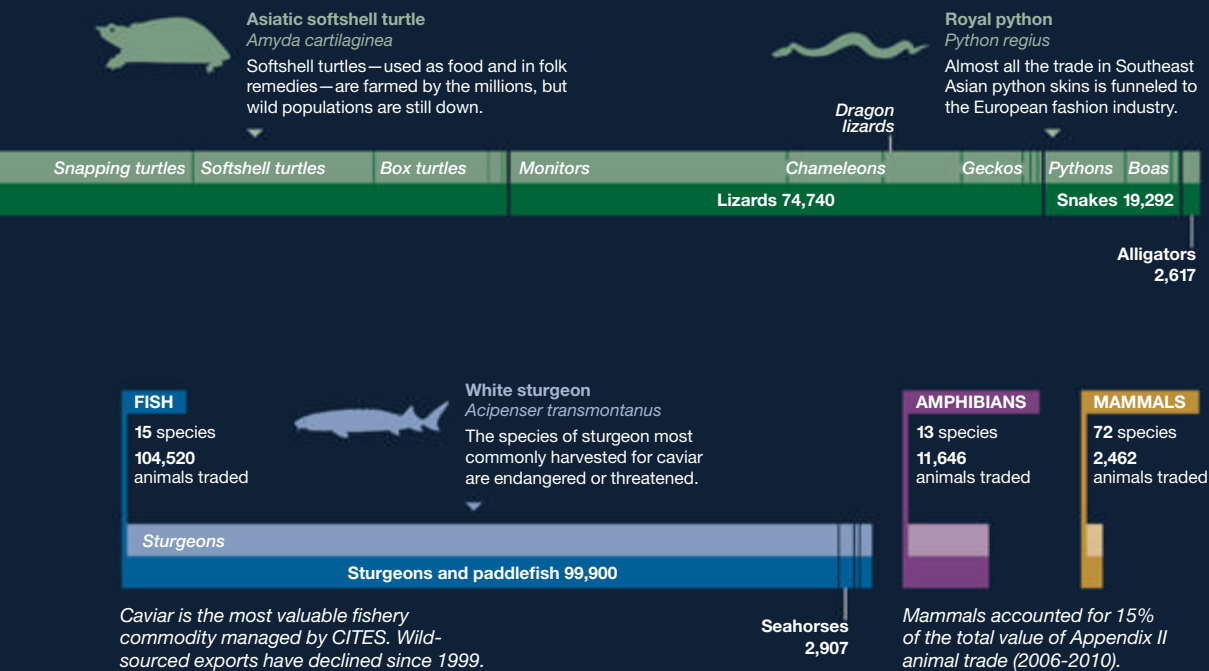 Asiatic softshell turtle
Amyda cartilaginea
Softshell turtles—used as food and in folk
remedies—are farmed by the millions, but
wild populations are still down.
Royal python
Python regius
Almost all the trade in Southeast
Asian python skins is funneled to
the European fashion industry.
Dragon
lizards
Snapping turtles
Softshell turtles
Box turtles
Monitors
Chameleons
Geckos
Pythons
Boas
Lizards 74,740
Snakes 19,292
Alligators
2,617
FISH
15 species
104,520
animals traded
White sturgeon
Acipenser transmontanus
The species of sturgeon most
commonly harvested for caviar
are endangered or threatened.
Sturgeons
Sturgeons and paddlefish 99,900
Seahorses
2,907
Caviar is the most valuable fishery
commodity managed by CITES. Wild-
sourced exports have declined since 1999.
AMPHIBIANS
13 species
11,646
animals traded
MAMMALS
72 species
2,462
animals traded
Mammals accounted for 15%
of the total value of Appendix II
animal trade (2006-2010).